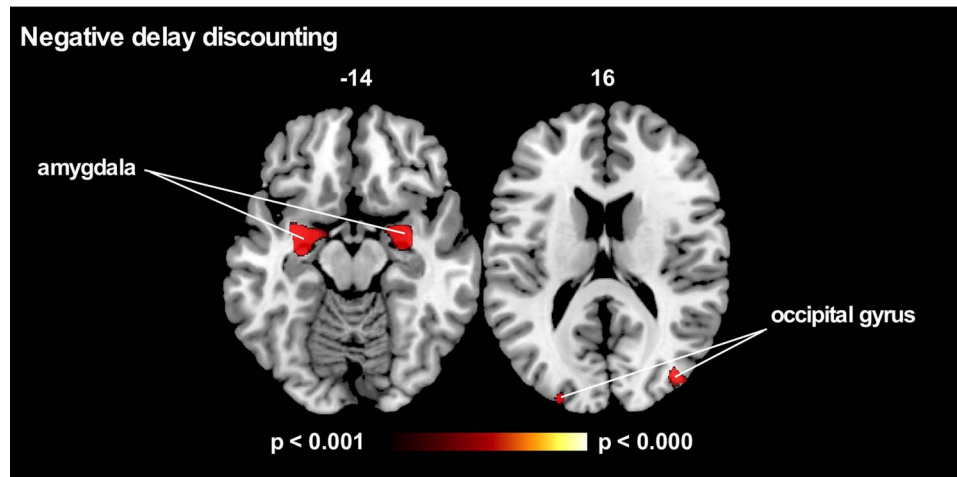 Negative delay discounting
-14 16
amygdala
occipital gyrus
p < 0.001 p < 0.000